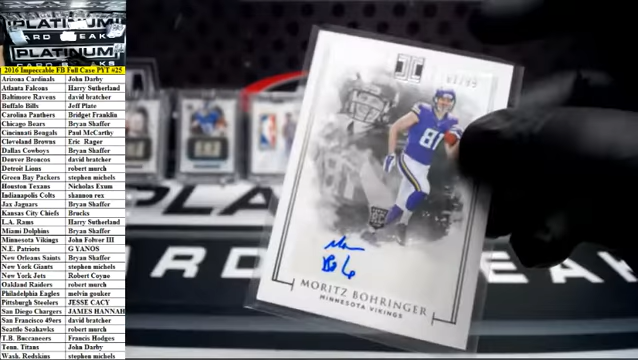 PLATINUM
CARD BREAKS
PLATINUM
2016 Impeccable FB Full Case PYT #25
Arizona Cardinals John Darby
Atlanta Falcons Harry Sutherland
Baltimore Ravens david bratcher
Buffalo Bills Jeff Plate
Carolina Panthers Bridget Franklin
Chicago Bears Bryan Shaffer
Cincinnati Bengals Paul McCarthy
Cleveland Browns Eric Rager
Dallas Cowboys Bryan Shaffer
Denver Broncos david bratcher
Detroit Lions robert murch
Green Bay Packers stephen michels
Houston Texans Nicholas Exum
Indianapolis Colts shannon rex
Jax Jaguars Bryan Shaffer
Kansas City Chiefs Brucks
L.A. Rams Harry Sutherland
Miami Dolphins Bryan Shaffer
Minnesota Vikings John Folver III
N.E. Patriots G YANOS
New Orleans Saints Bryan Shaffer
New York Giants stephen michels
New York Jets Robert Coyne
Oakland Raiders robert murch
Philadelphia Eagles melvin gouker
Pittsburgh Steelers JESSE CACY
San Diego Chargers JAMES HANNAH
San Francisco 49ers david bratcher
Seattle Seahawks robert murch
T.B. Buccaneers Francis Hodges
Tenn. Titans John Darby
Wash. Redskins stephen michels
81
MORITZ BOHRINGER
MINNESOTA VIKINGS